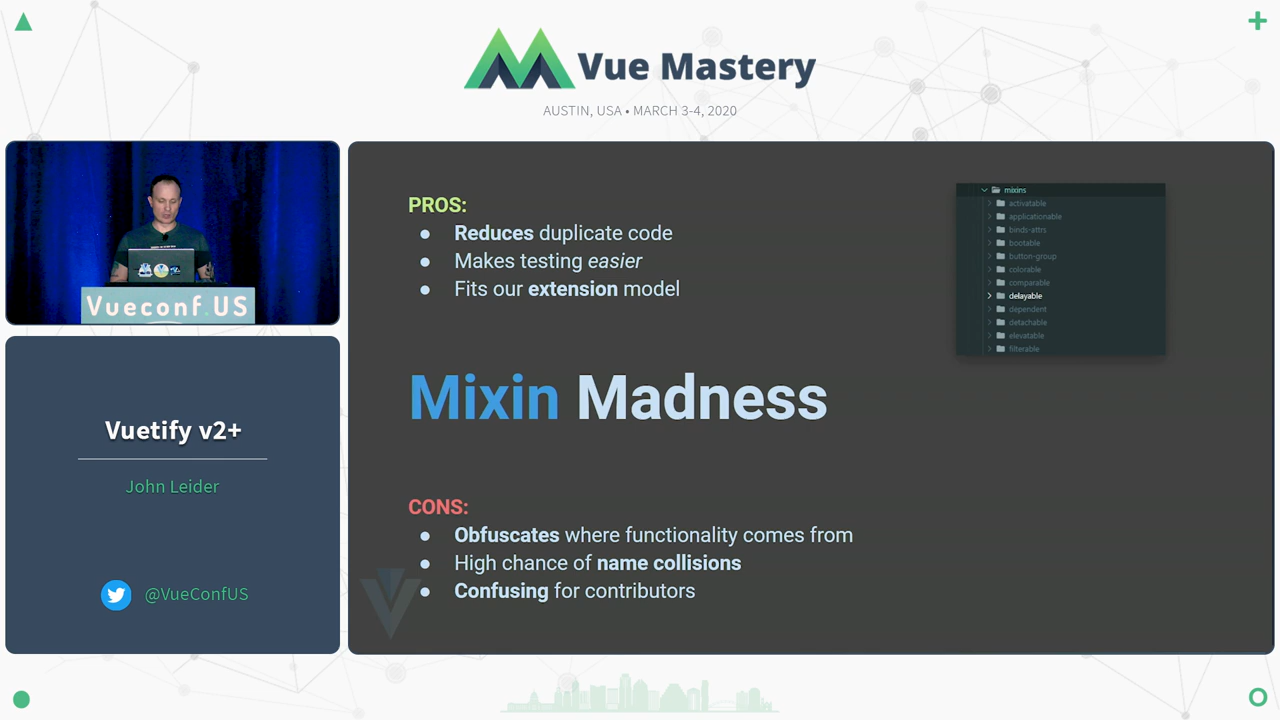 Vue Mastery
AUSTIN, USA • MARCH 3-4, 2020
Vueconf.US
Vuetify v2+
John Leider
@VueConfUS
PROS:
● Reduces duplicate code
● Makes testing easier
● Fits our extension model
Mixin Madness
CONS:
● Obfuscates where functionality comes from
● High chance of name collisions
● Confusing for contributors
mixins
activatable
applicationable
binds-attrs
bootable
button-group
colorable
comparable
delayable
dependent
detachable
elevatable
filterable